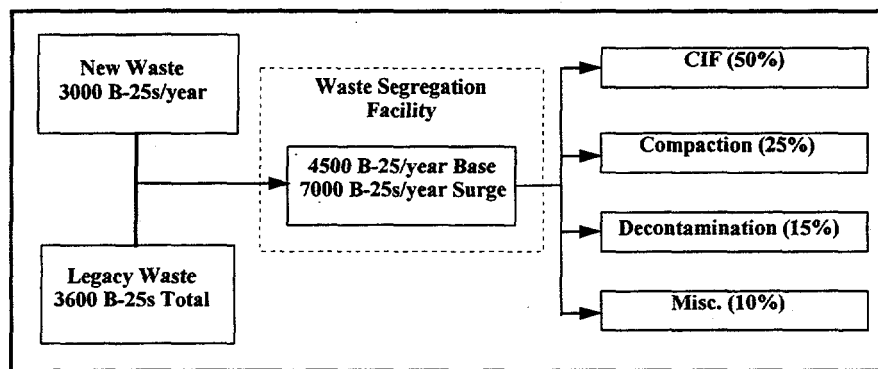 New Waste
3000 B-25s/year
Waste Segregation
Facility
4500 B-25/year Base
7000 B-25s/year Surge
Legacy Waste
3600 B-25s Total
CIF (50%)
Compaction (25%)
Decontamination (15%)
Misc. (10%)